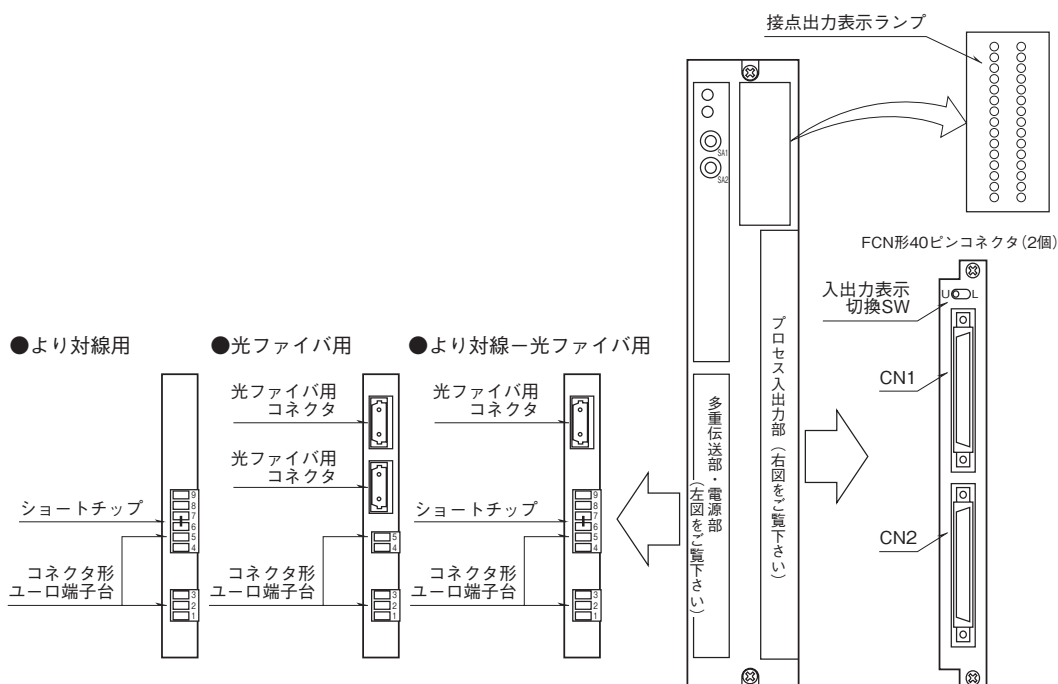 接点出力表示ランプ
SA1
SA2
FCN形40ピンコネクタ(2個)
入出力表示
切換SW
U
L
CN1
CN2
プロセス入出力部(右図をご覧下さい)
多重伝送部・電源部
(左図をご覧下さい)
●より対線用
ショートチップ
コネクタ形
ユーロ端子台
9
8
7
6
5
4
3
2
1
●光ファイバ用
光ファイバ用
コネクタ
光ファイバ用
コネクタ
コネクタ形
ユーロ端子台
5
4
3
2
1
●より対線－光ファイバ用
光ファイバ用
コネクタ
ショートチップ
コネクタ形
ユーロ端子台
9
8
7
6
5
4
3
2
1